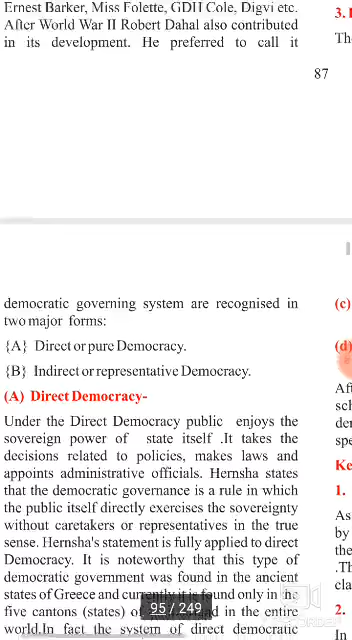 Ernest Barker, Miss Folette, GDH Cole, Digvi etc.
After World War II Robert Dahal also contributed
in its development. He preferred to call it
3.
The
87
democratic governing system are recognised in
two major forms:
{A} Direct or pure Democracy.
{B} Indirect or representative Democracy.
(A) Direct Democracy-
Under the Direct Democracy public enjoys the
sovereign power of state itself .It takes the
decisions related to policies, makes laws and
appoints administrative officials. Hernsha states
that the democratic governance is a rule in which
the public itself directly exercises the sovereignty
without caretakers or representatives in the true
sense. Hernsha's statement is fully applied to direct
Democracy. It is noteworthy that this type of
democratic government was found in the ancient
states of Greece and currently it is found only in the
five cantons (states) of and in the entire
world.In fact the system of direct democratic
95 / 249
(c)
(d)
Aft
sch
der
spe
Ke
1.
As
by
the
.Th
cla
2.
In